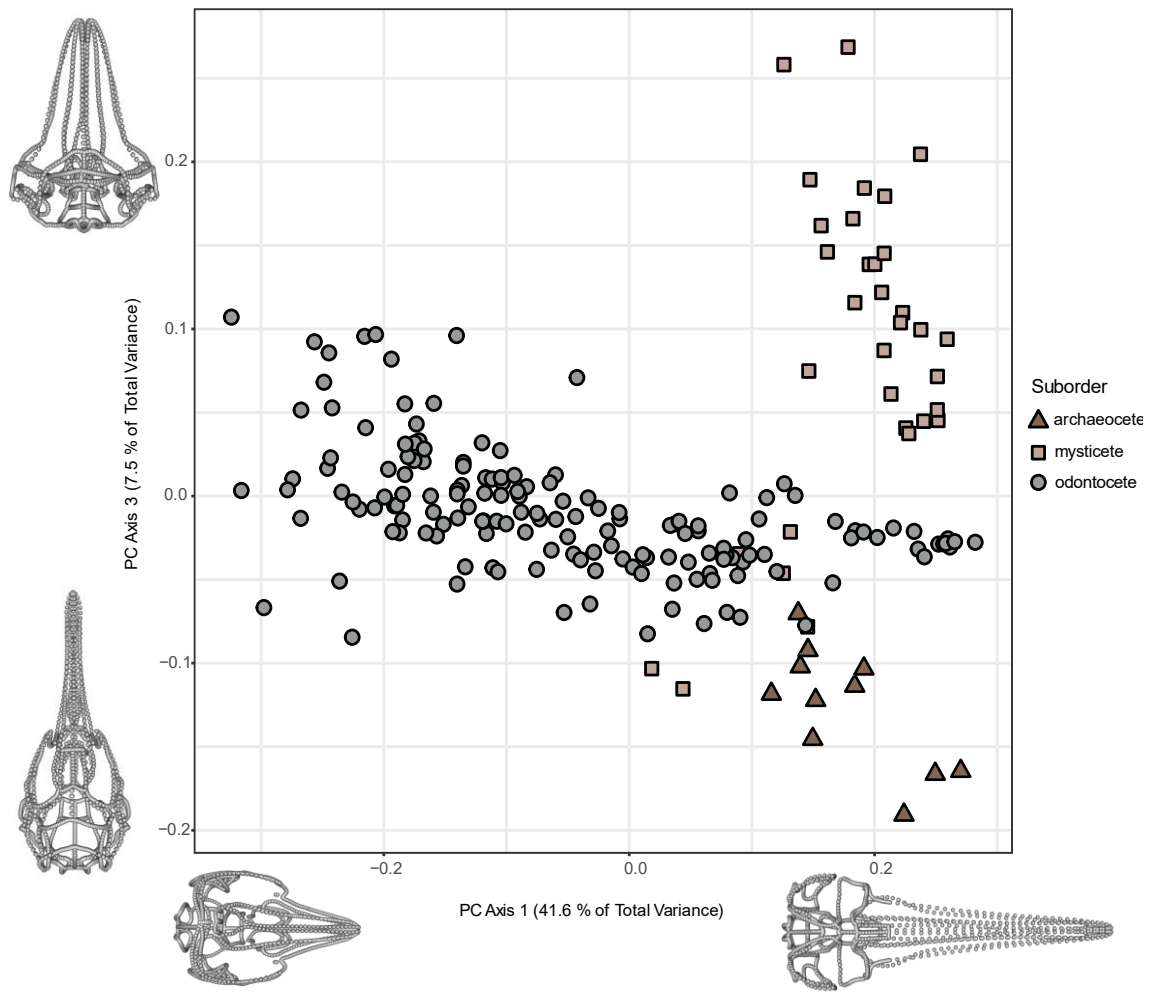 0.2
0.1
0.0
−0.1
−0.2
PC Axis 3 (7.5 % of Total Variance)
Suborder
archaeocete
mysticete
odontocete
−0.2
0.0
0.2
PC Axis 1 (41.6 % of Total Variance)